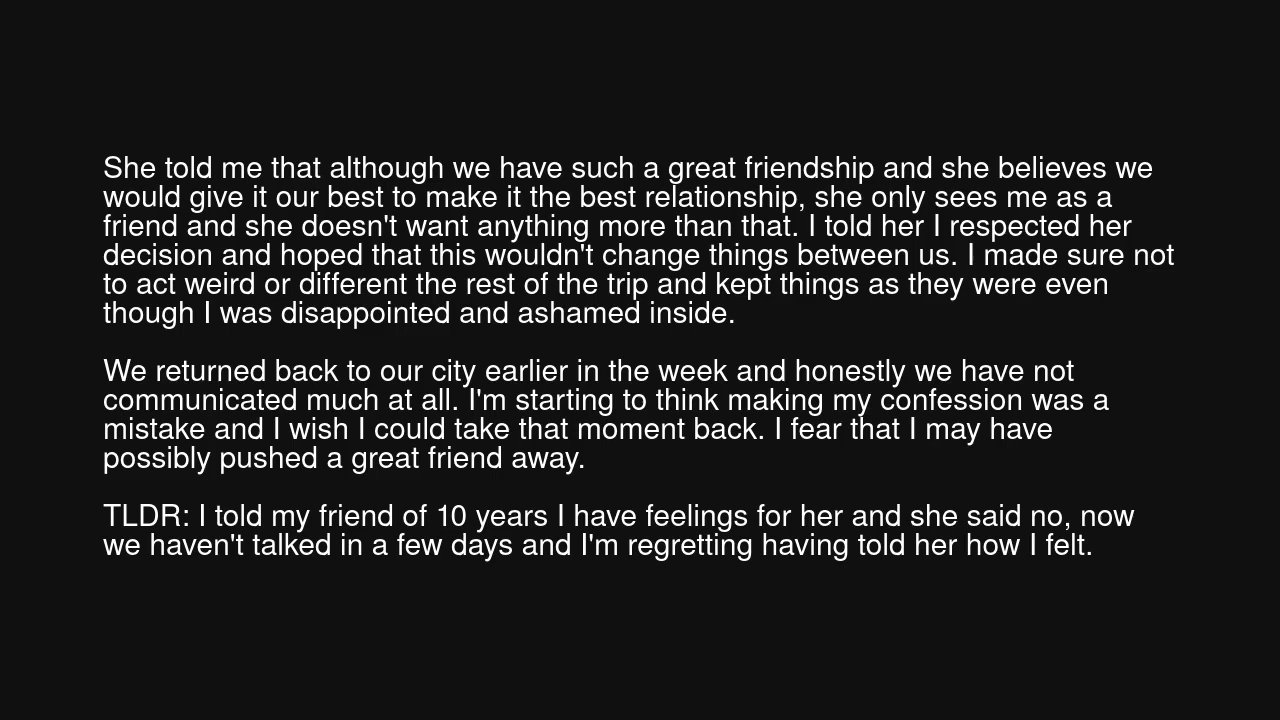 She told me that although we have such a great friendship and she believes we
would give it our best to make it the best relationship, she only sees me as a
friend and she doesn't want anything more than that. I told her I respected her
decision and hoped that this wouldn't change things between us. I made sure not
to act weird or different the rest of the trip and kept things as they were even
though I was disappointed and ashamed inside.
We returned back to our city earlier in the week and honestly we have not
communicated much at all. I'm starting to think making my confession was a
mistake and I wish I could take that moment back. I fear that I may have
possibly pushed a great friend away.
TLDR: I told my friend of 10 years I have feelings for her and she said no, now
we haven't talked in a few days and I'm regretting having told her how I felt.